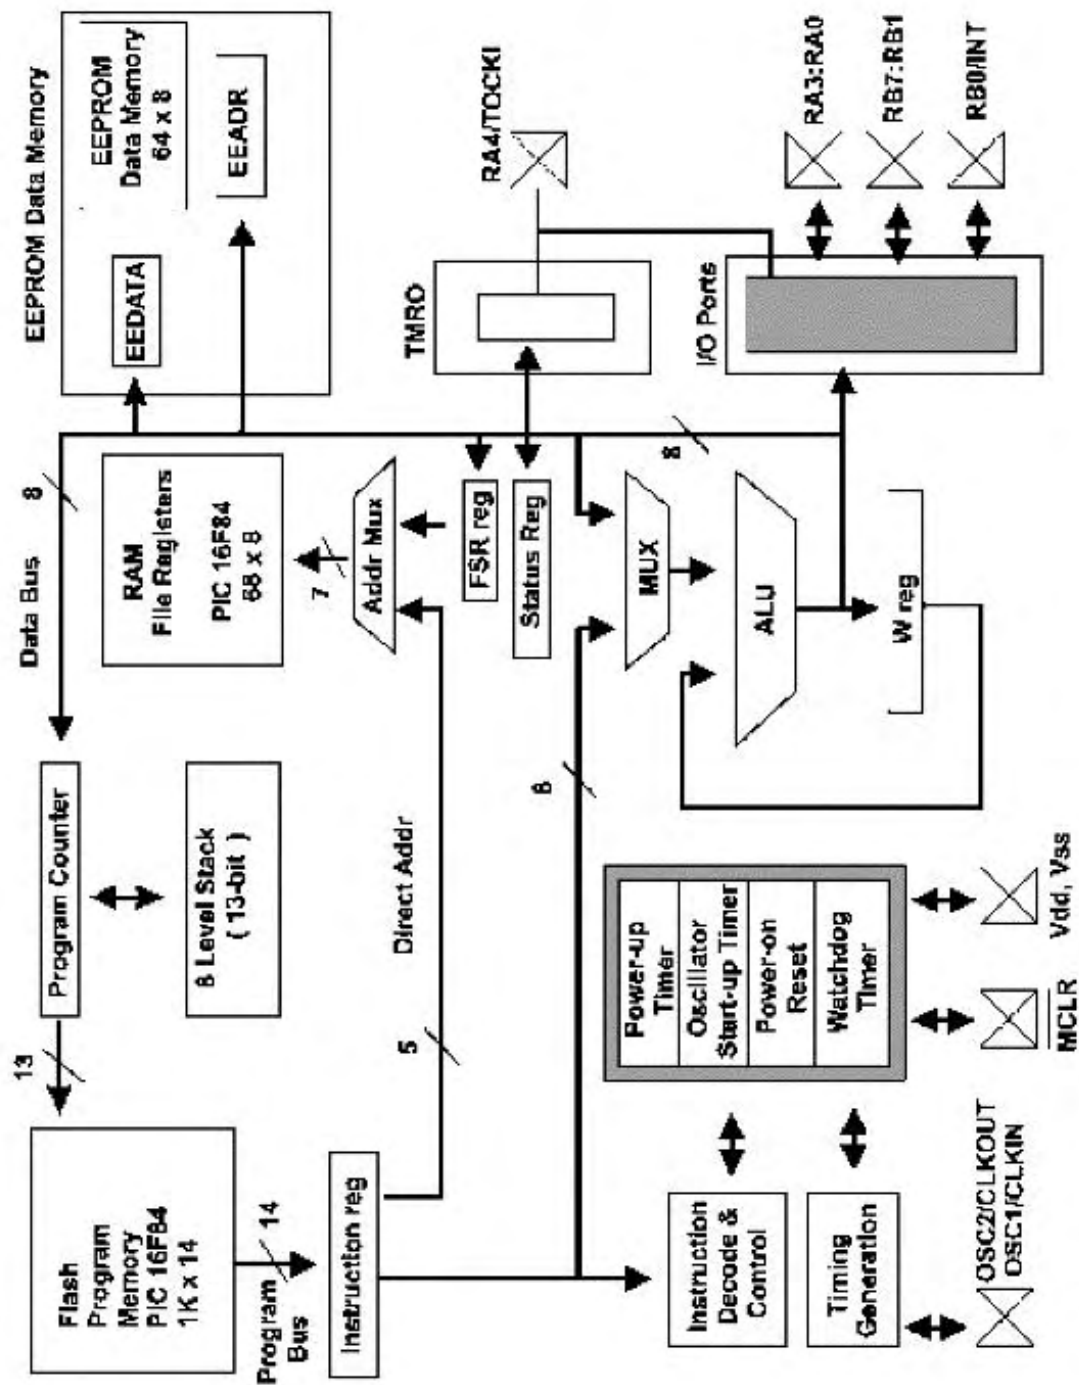 Flash
Program
Memory
PIC 16F84
1K x 14
13
Program Counter
8 Level Stack
( 13-bit )
Data Bus
8
RAM
File Registers
PIC 16F84
68 x 8
EEPROM Data Memory
EEDATA
EEPROM
Data Memory
64 x 8
EEADR
Program
Bus
14
Instruction reg
5
Direct Addr
7
Addr Mux
FSR reg
Status Reg
TMRO
RA4/TOCKI
8
MUX
8
ALU
W reg
I/O Ports
RA3:RA0
RB7:RB1
RB0/INT
Instruction
Decode &
Control
Timing
Generation
Power-up
Timer
Oscillator
Start-up Timer
Power-on
Reset
Watchdog
Timer
OSC2/CLKOUT
OSC1/CLKIN
MCLR
Vdd, Vss